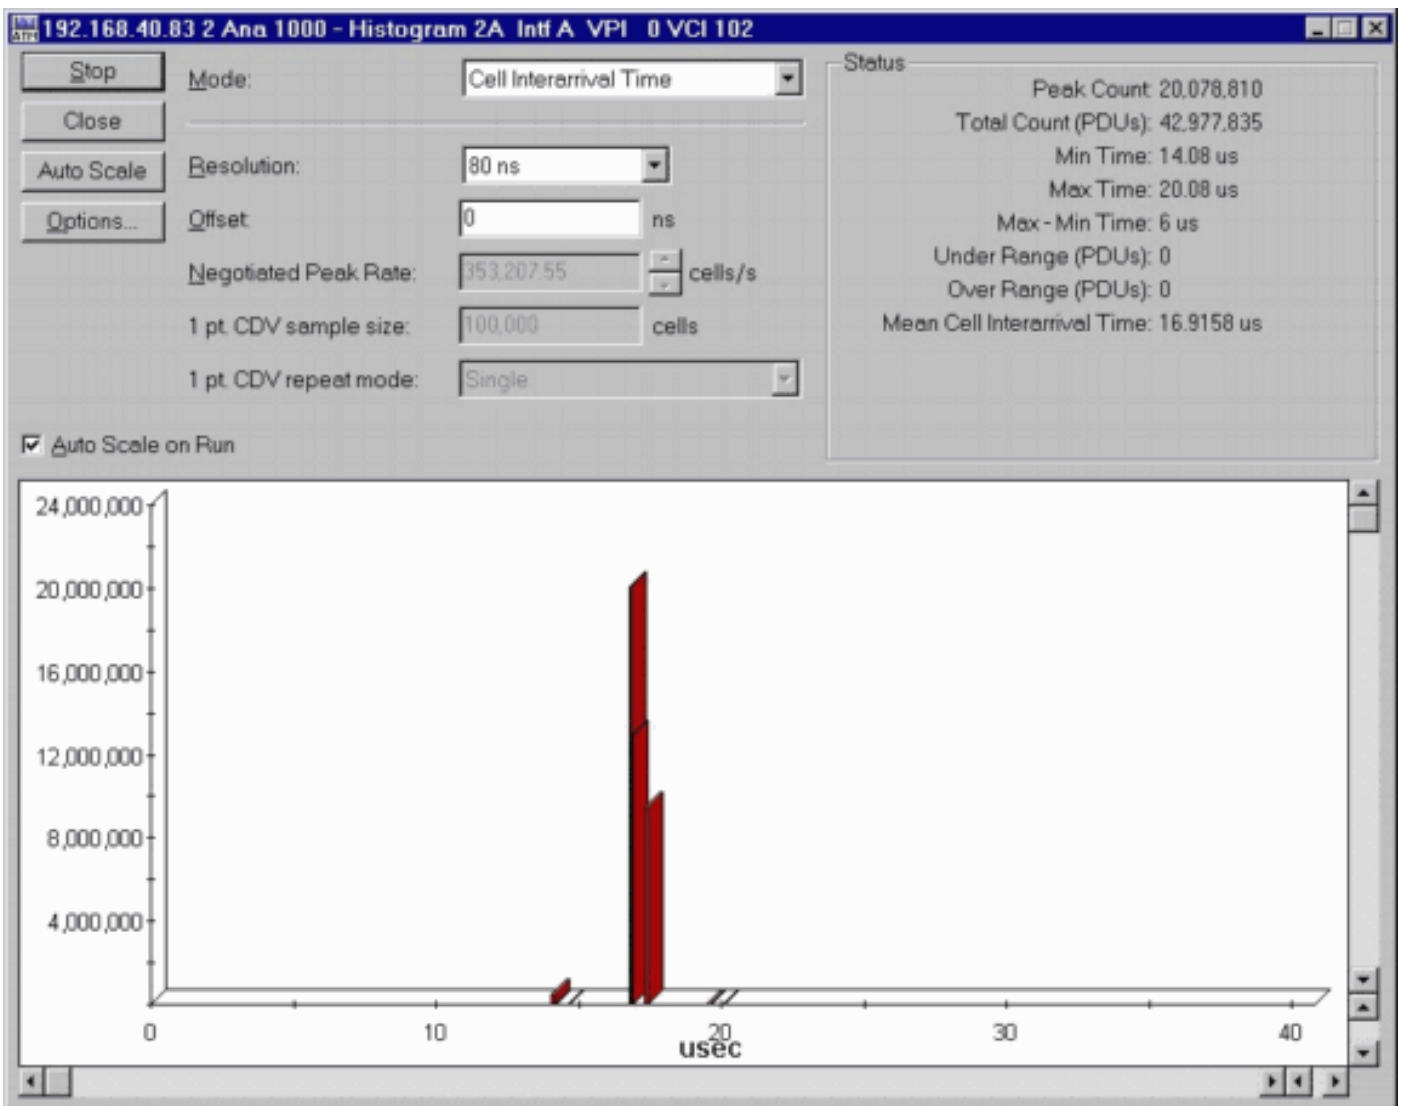 ATM 192.168.40.83 2 Ana 1000 - Histogram 2A Intf A VPI 0 VCI 102
Stop
Close
Auto Scale
Options...
Mode: Cell Interarrival Time
Resolution: 80 ns
Offset: 0 ns
Negotiated Peak Rate: 353,207.55 cells/s
1 pt. CDV sample size: 100,000 cells
1 pt. CDV repeat mode: Single
Auto Scale on Run
Status
Peak Count: 20,078,810
Total Count (PDUs): 42,977,835
Min Time: 14.08 us
Max Time: 20.08 us
Max - Min Time: 6 us
Under Range (PDUs): 0
Over Range (PDUs): 0
Mean Cell Interarrival Time: 16.9158 us
24,000,000
20,000,000
16,000,000
12,000,000
8,000,000
4,000,000
0 10 20 30 40
usec